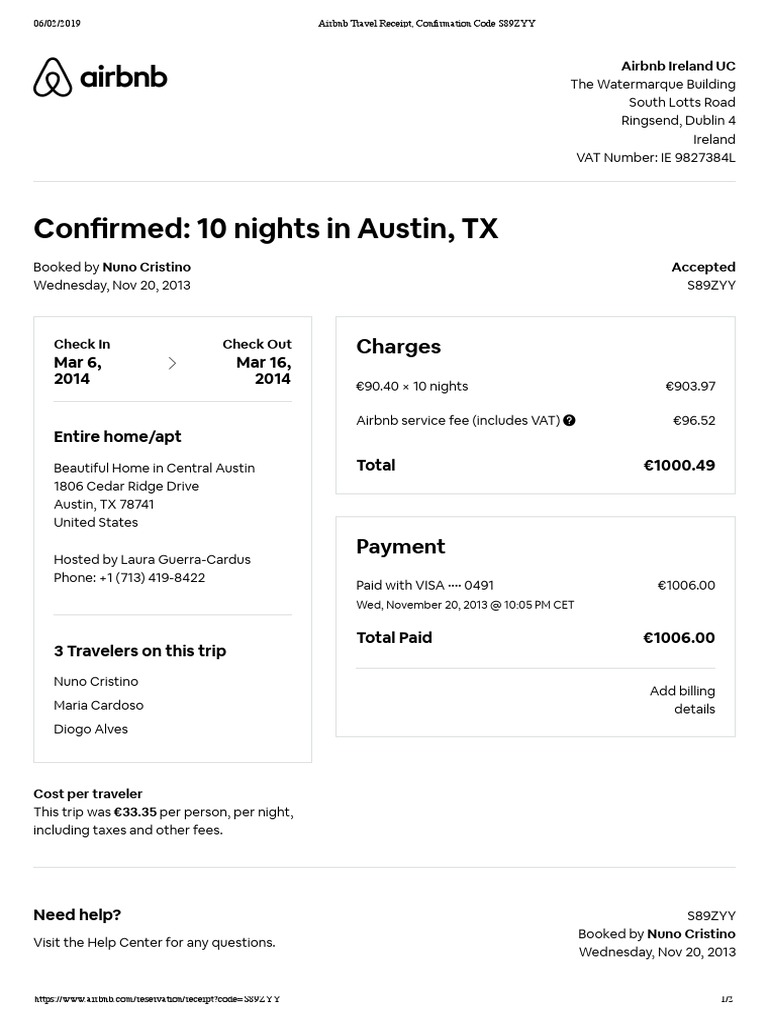 06/02/2019
Airbnb Travel Receipt, Confirmation Code S89ZYY
airbnb
Airbnb Ireland UC
The Watermarque Building
South Lotts Road
Ringsend, Dublin 4
Ireland
VAT Number: IE 9827384L
Confirmed: 10 nights in Austin, TX
Booked by Nuno Cristino
Wednesday, Nov 20, 2013
Accepted
S89ZYY
Check In
Mar 6,
2014
Check Out
Mar 16,
2014
Entire home/apt
Beautiful Home in Central Austin
1806 Cedar Ridge Drive
Austin, TX 78741
United States
Hosted by Laura Guerra-Cardus
Phone: +1 (713) 419-8422
3 Travelers on this trip
Nuno Cristino
Maria Cardoso
Diogo Alves
Cost per traveler
This trip was €33.35 per person, per night,
including taxes and other fees.
Charges
€90.40 × 10 nights €903.97
Airbnb service fee (includes VAT) ? €96.52
Total €1000.49
Payment
Paid with VISA •••• 0491 €1006.00
Wed, November 20, 2013 @ 10:05 PM CET
Total Paid €1006.00
Add billing
details
Need help?
Visit the Help Center for any questions.
S89ZYY
Booked by Nuno Cristino
Wednesday, Nov 20, 2013
https://www.airbnb.com/reservation/receipt?code=S89ZYY
1/2